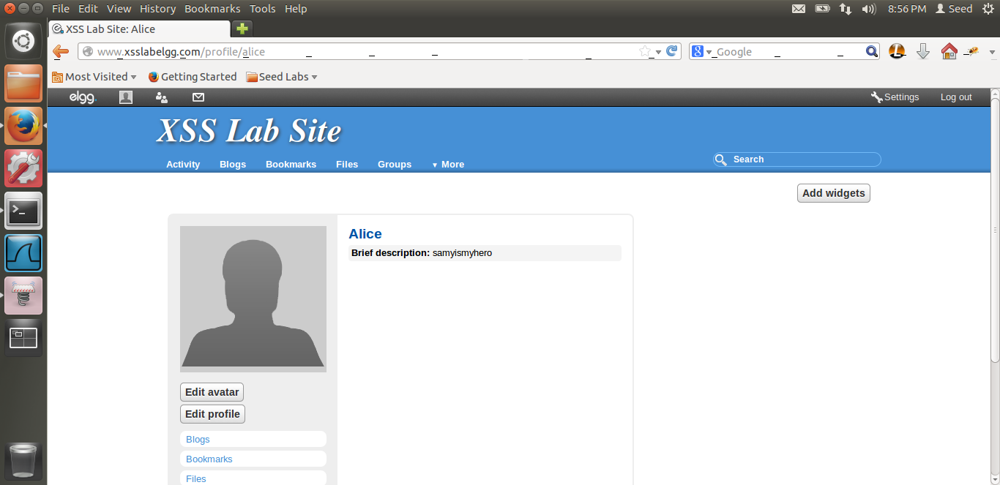 File Edit View History Bookmarks Tools Help 8:56 PM Seed
XSS Lab Site: Alice
www.xsslabelgg.com/profile/alice Google
Most Visited Getting Started Seed Labs
elgg. Settings Log out
XSS Lab Site
Activity Blogs Bookmarks Files Groups More Search
Add widgets
Alice
Brief description: samyismyhero
Edit avatar
Edit profile
Blogs
Bookmarks
Files